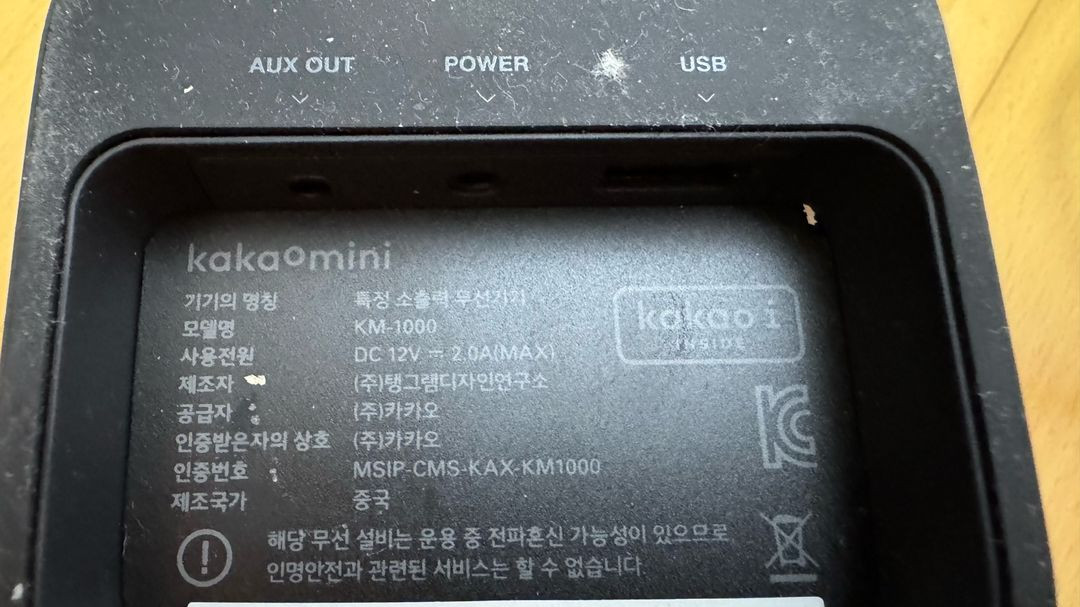 AUX OUT POWER USB
kakaomini
기기의 명칭 특정 소출력 무선기기
모델명 KM-1000
사용전원 DC 12V ⎓ 2.0A(MAX)
제조자 (주)탱그램디자인연구소
공급자 (주)카카오
인증받은자의 상호 (주)카카오
인증번호 MSIP-CMS-KAX-KM1000
제조국가 중국
kakao i
INSIDE
해당 무선 설비는 운용 중 전파혼신 가능성이 있으므로
인명안전과 관련된 서비스는 할 수 없습니다.